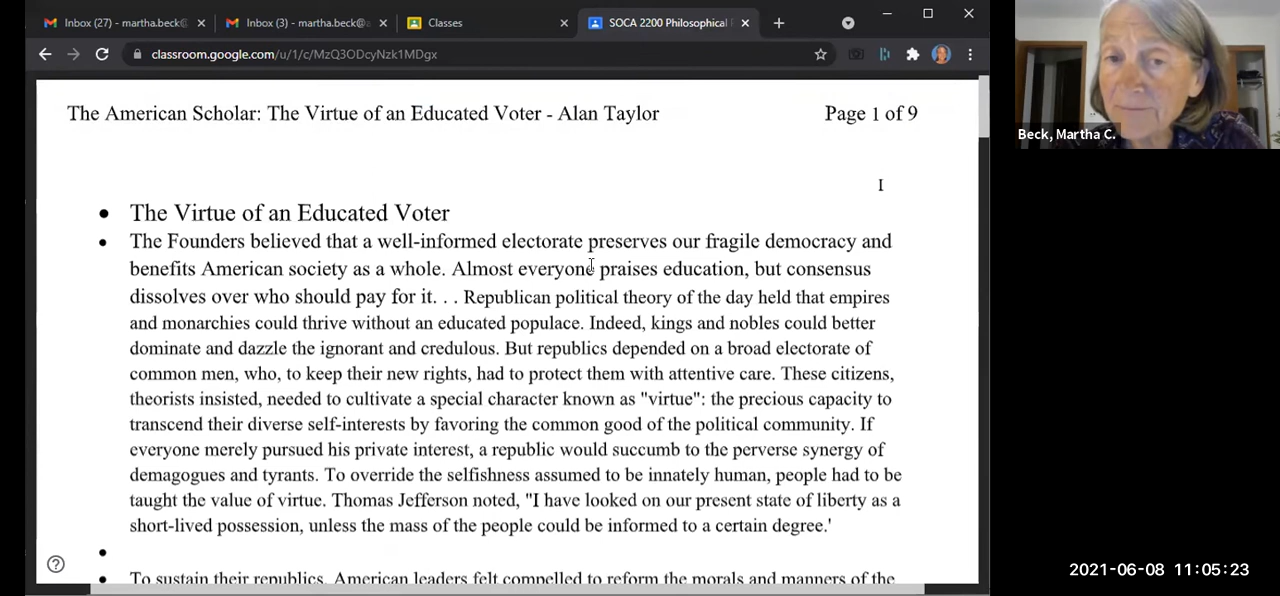 Inbox (27) - martha.beck@
Inbox (3) - martha.beck@
Classes
SOCA 2200 Philosophical
classroom.google.com/u/1/c/MzQ3ODcyNzk1MDgx
Beck, Martha C.
The American Scholar: The Virtue of an Educated Voter - Alan Taylor
Page 1 of 9
• The Virtue of an Educated Voter
• The Founders believed that a well-informed electorate preserves our fragile democracy and
benefits American society as a whole. Almost everyone praises education, but consensus
dissolves over who should pay for it. . . Republican political theory of the day held that empires
and monarchies could thrive without an educated populace. Indeed, kings and nobles could better
dominate and dazzle the ignorant and credulous. But republics depended on a broad electorate of
common men, who, to keep their new rights, had to protect them with attentive care. These citizens,
theorists insisted, needed to cultivate a special character known as "virtue": the precious capacity to
transcend their diverse self-interests by favoring the common good of the political community. If
everyone merely pursued his private interest, a republic would succumb to the perverse synergy of
demagogues and tyrants. To override the selfishness assumed to be innately human, people had to be
taught the value of virtue. Thomas Jefferson noted, "I have looked on our present state of liberty as a
short-lived possession, unless the mass of the people could be informed to a certain degree.'
•
• To sustain their republics, American leaders felt compelled to reform the morals and manners of the
2021-06-08 11:05:23